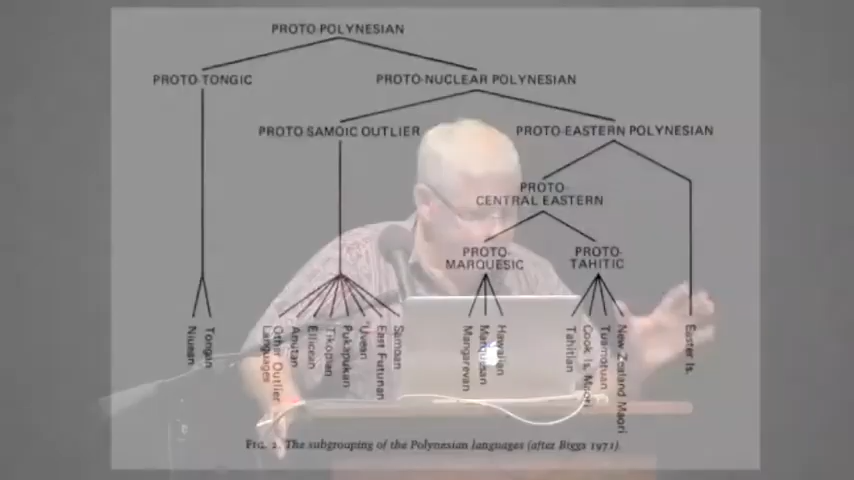 PROTO-POLYNESIAN
PROTO-TONGIC
PROTO-NUCLEAR POLYNESIAN
PROTO SAMOIC OUTLIER
PROTO-EASTERN POLYNESIAN
PROTO-
CENTRAL EASTERN
PROTO-
MARQUESIC
PROTO-
TAHITIC
Niuean
Tongan
Other Outlier
Languages
Anutan
Ellicean
Tikopian
Pukapukan
'Uvean
East Futunan
Samoan
Mangarevan
Marquesan
Hawaiian
Tahitian
Cook Is. Maori
Tuamotuan
New Zealand Maori
Easter Is.
FIG. 2. The subgrouping of the Polynesian languages (after Biggs 1971).